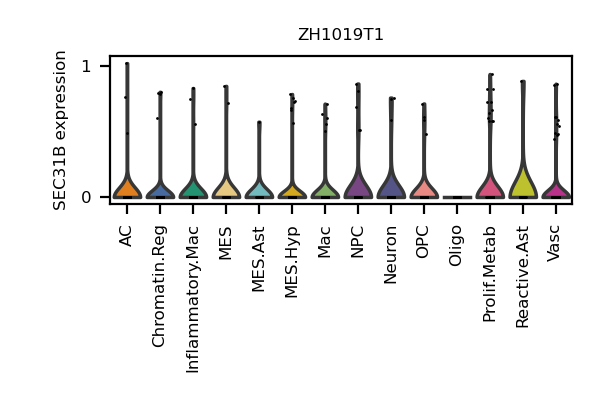 ZH1019T1
SEC31B expression
1
0
AC
Chromatin.Reg
Inflammatory.Mac
MES
MES.Ast
MES.Hyp
Mac
NPC
Neuron
OPC
Oligo
Prolif.Metab
Reactive.Ast
Vasc